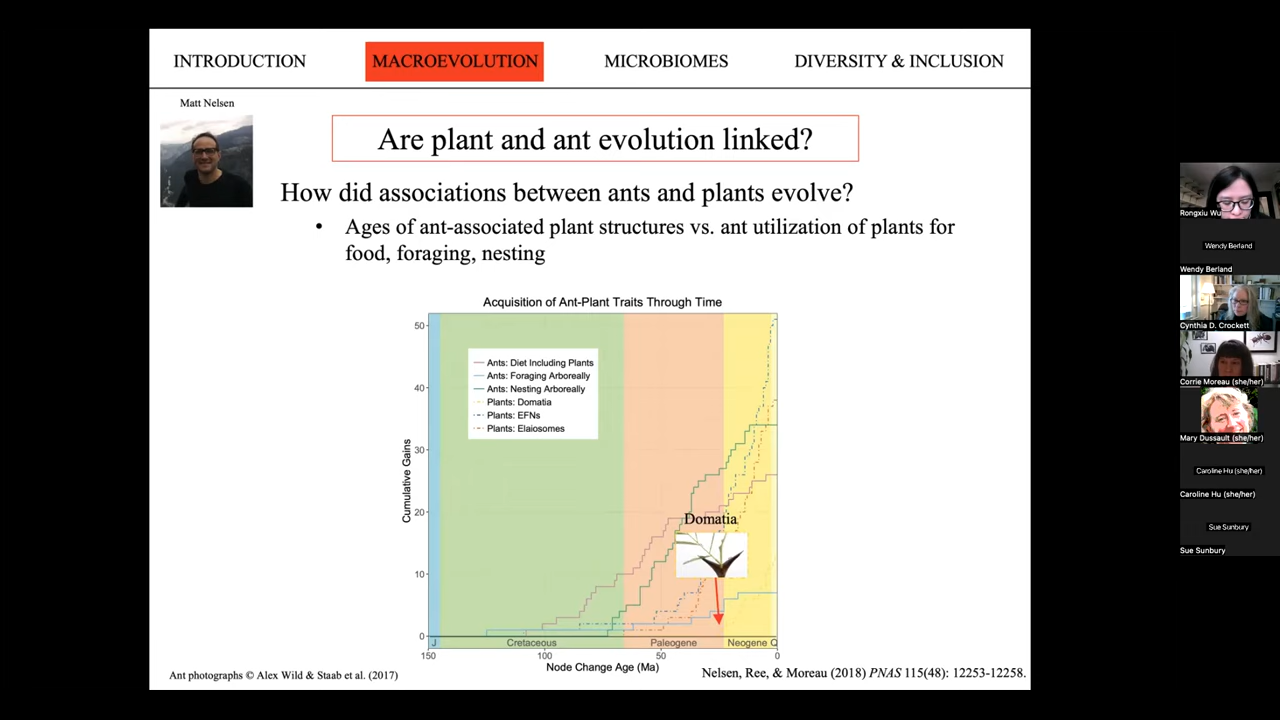 INTRODUCTION MACROEVOLUTION MICROBIOMES DIVERSITY & INCLUSION
Matt Nelsen
Are plant and ant evolution linked?
How did associations between ants and plants evolve?
• Ages of ant-associated plant structures vs. ant utilization of plants for
food, foraging, nesting
Acquisition of Ant-Plant Traits Through Time
50
40
30
20
10
0
Cumulative Gains
Ants: Diet Including Plants
Ants: Foraging Arboreally
Ants: Nesting Arboreally
Plants: Domatia
Plants: EFNs
Plants: Elaiosomes
Domatia
J Cretaceous Paleogene Neogene Q
150 100 50 0
Node Change Age (Ma)
Ant photographs © Alex Wild & Staab et al. (2017)
Nelsen, Ree, & Moreau (2018) PNAS 115(48): 12253-12258.
Rongxiu Wu
Wendy Berland
Wendy Berland
Cynthia D. Crockett
Corrie Moreau (she/her)
Mary Dussault (she/her)
Caroline Hu (she/her)
Caroline Hu (she/her)
Sue Sunbury
Sue Sunbury